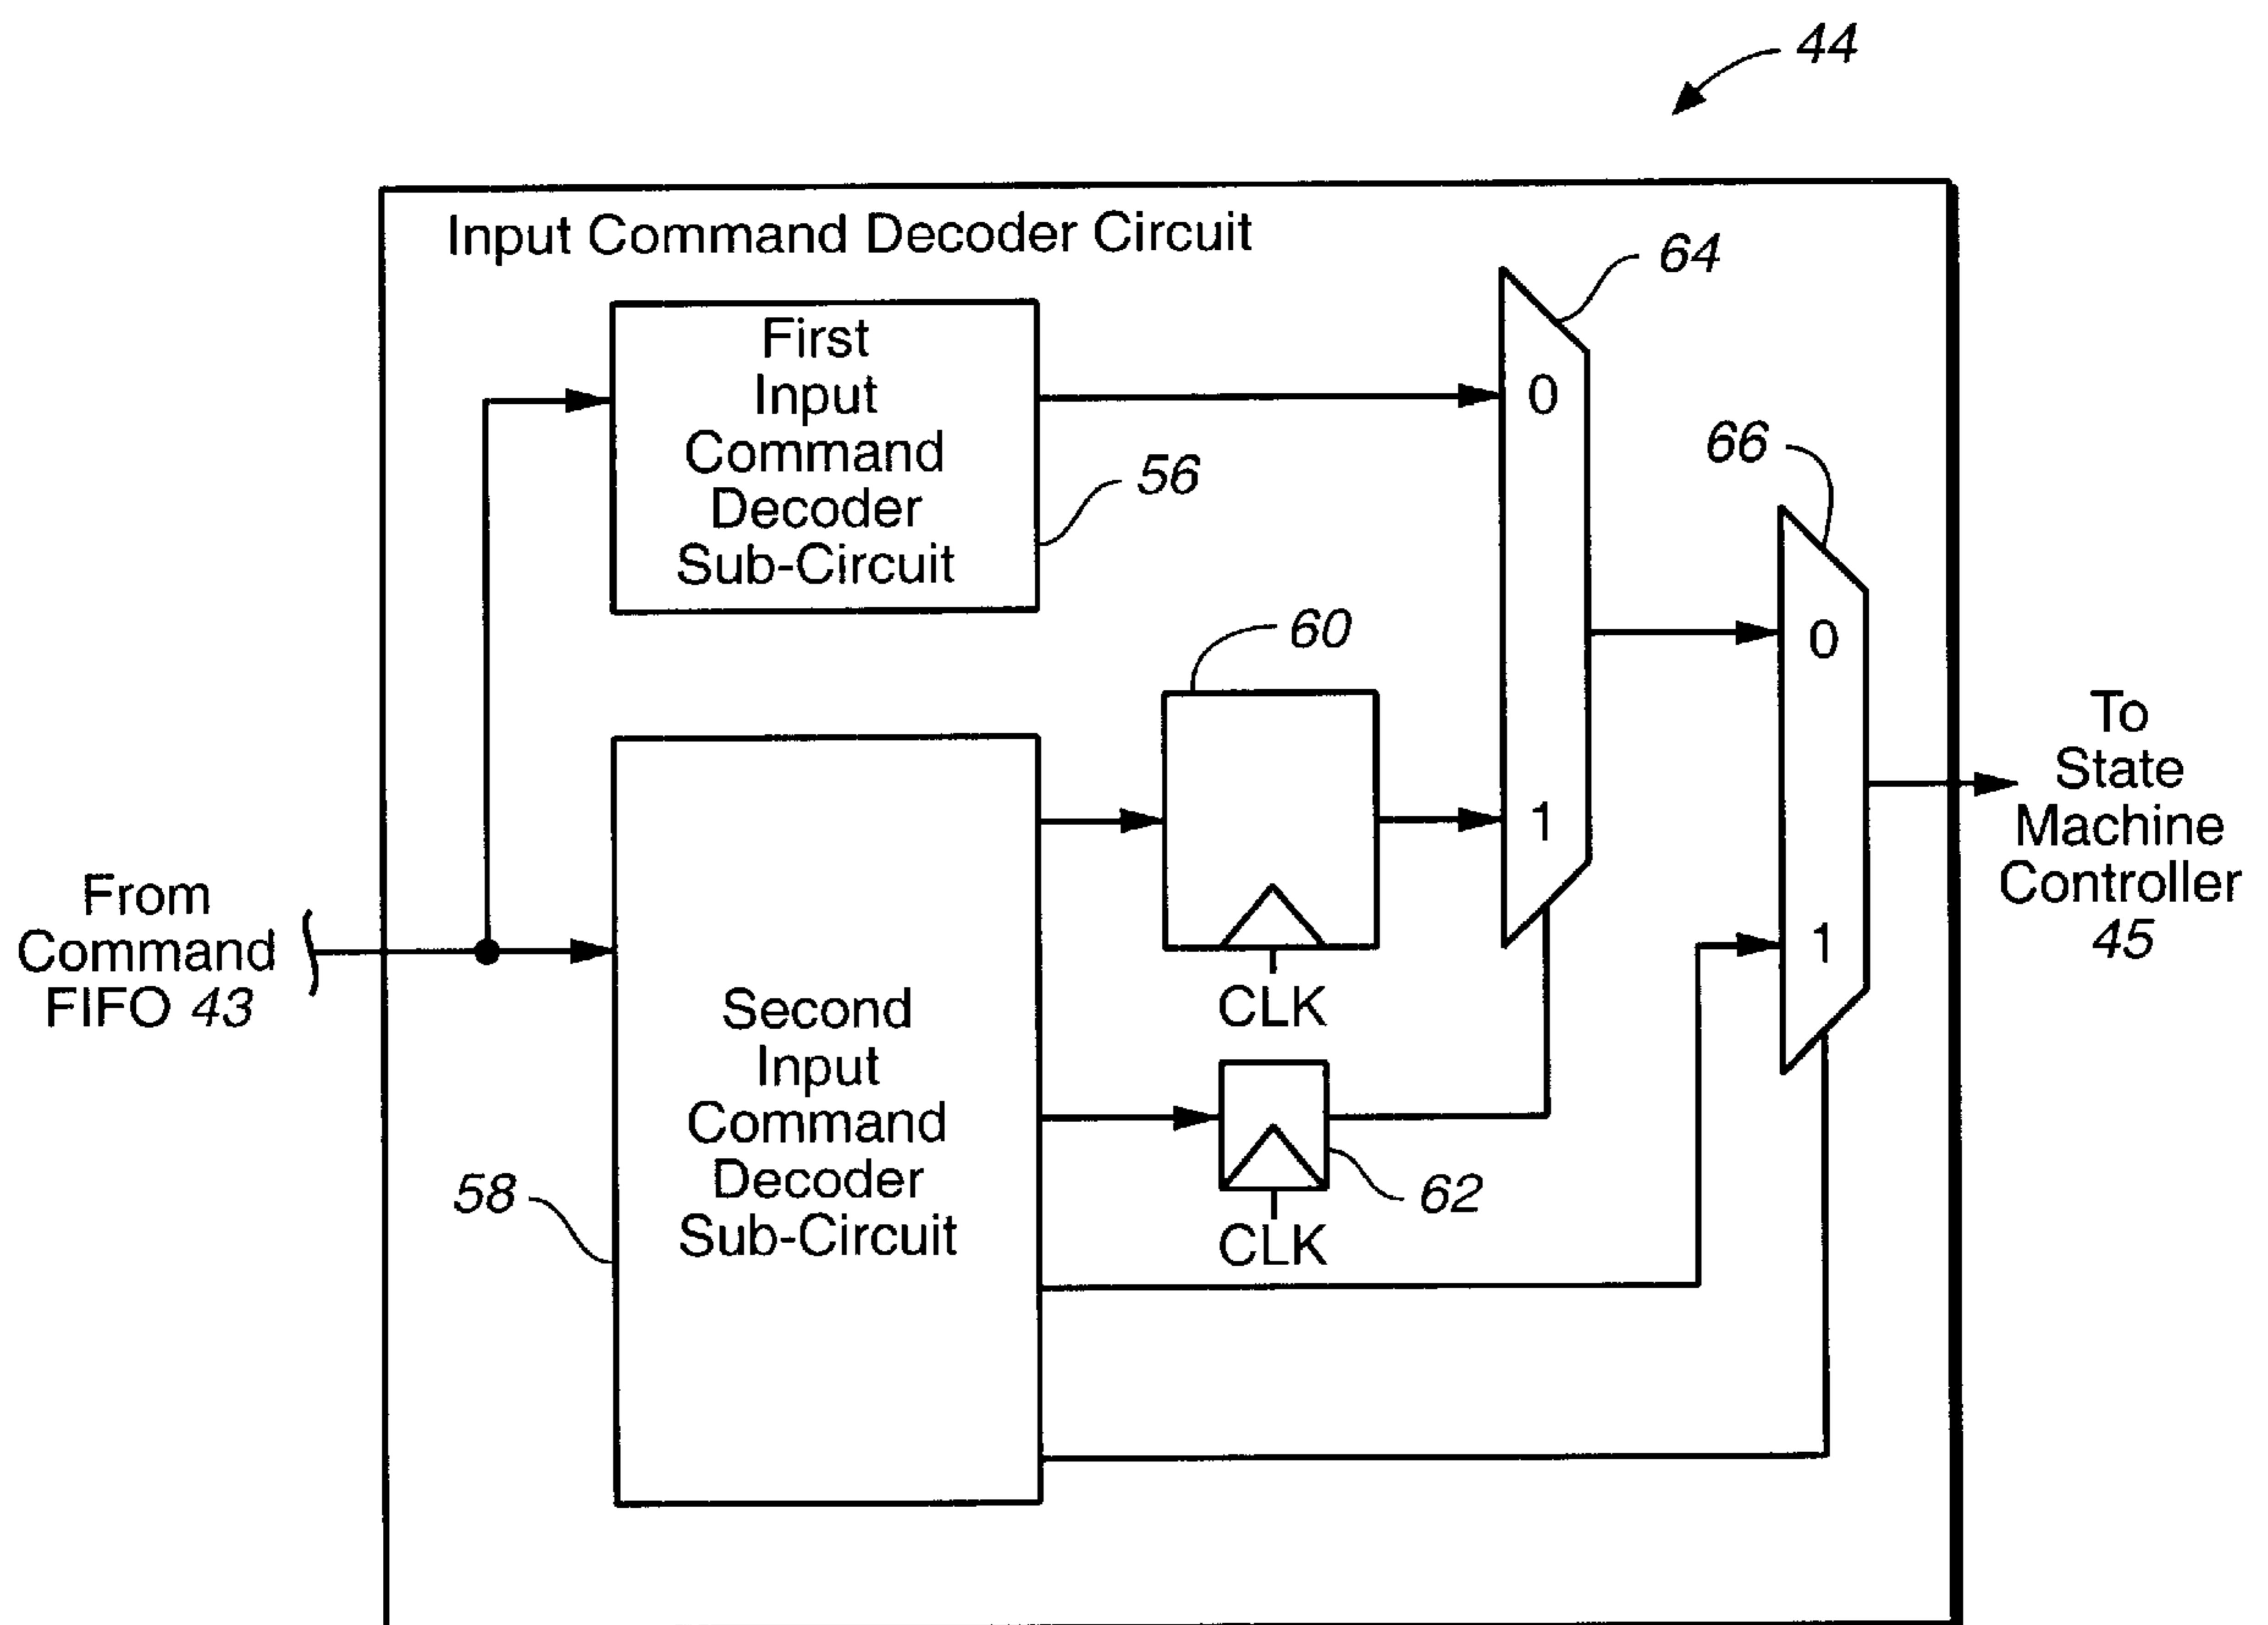 44
Input Command Decoder Circuit
64
First
Input
Command
Decoder
Sub-Circuit
56
0
66
60
0
1
1
CLK
From
Command
FIFO 43
Second
Input
Command
Decoder
Sub-Circuit
58
62
CLK
To
State
Machine
Controller
45